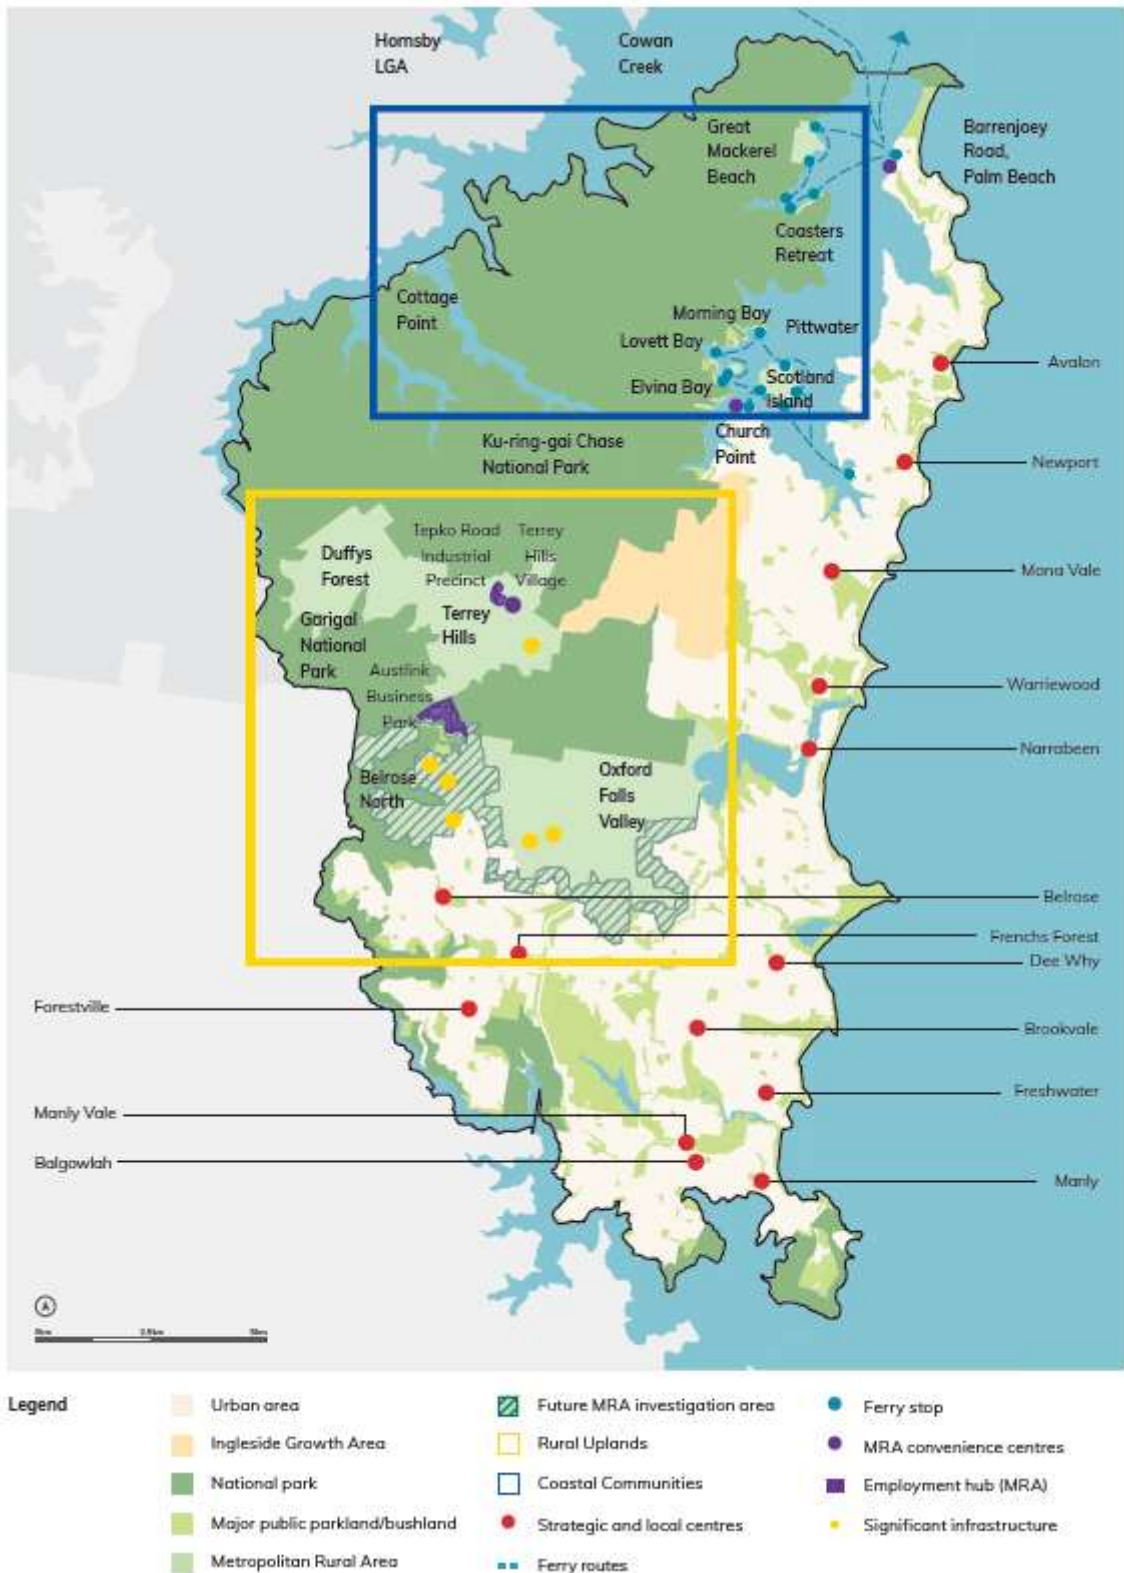 Hornsby
LGA
Cowan
Creek
Great
Mackerel
Beach
Barrenjoey
Road,
Palm Beach
Coasters
Retreat
Cottage
Point
Morning Bay
Pittwater
Lovett Bay
Avalon
Elvina Bay
Scotland
Island
Church
Point
Ku-ring-gai Chase
National Park
Newport
Tepko Road
Industrial
Precinct
Terrey
Hills
Village
Duffys
Forest
Mona Vale
Terrey
Hills
Garigal
National
Park
Austlink
Business
Park
Warriewood
Narrabeen
Belrose
North
Oxford
Falls
Valley
Belrose
Frenchs Forest
Dee Why
Forestville
Brookvale
Freshwater
Manly Vale
Balgowlah
Manly
A
0km 2.5km 5km
Legend
Urban area
Ingleside Growth Area
National park
Major public parkland/bushland
Metropolitan Rural Area
Future MRA investigation area
Rural Uplands
Coastal Communities
Strategic and local centres
Ferry routes
Ferry stop
MRA convenience centres
Employment hub (MRA)
Significant infrastructure